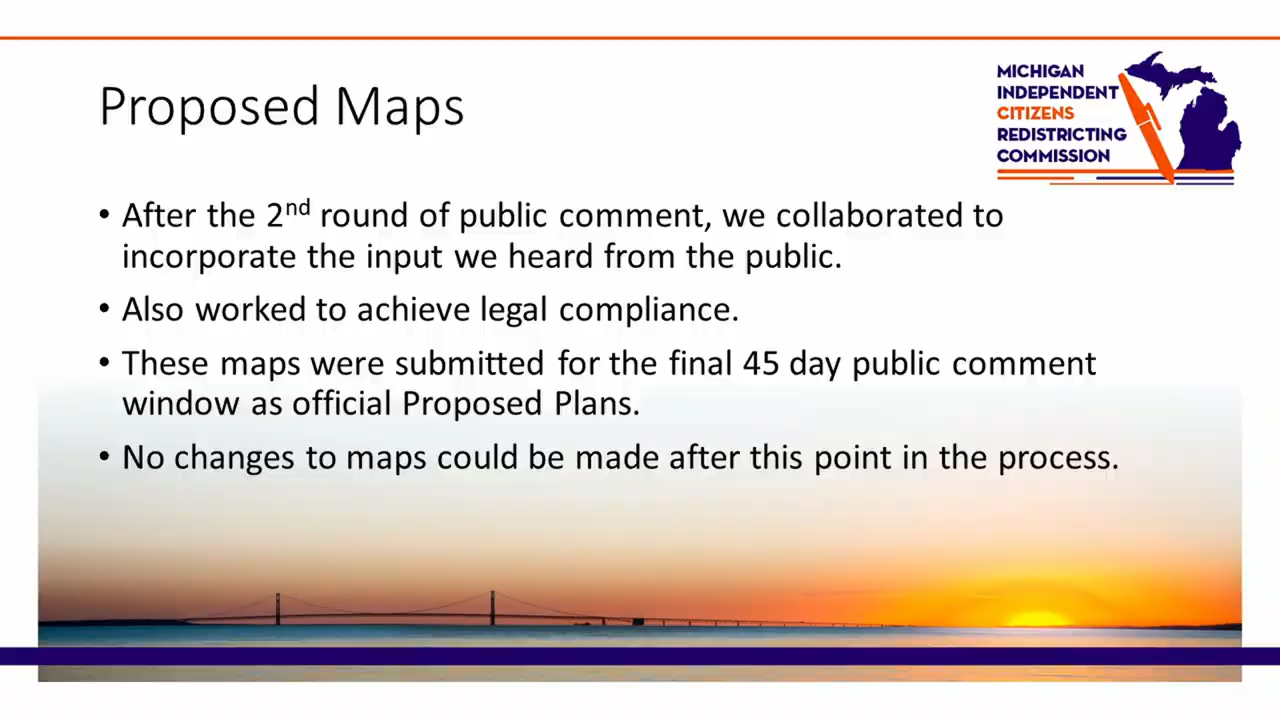 MICHIGAN
INDEPENDENT
CITIZENS
REDISTRICTING
COMMISSION
Proposed Maps
• After the 2nd round of public comment, we collaborated to
incorporate the input we heard from the public.
• Also worked to achieve legal compliance.
• These maps were submitted for the final 45 day public comment
window as official Proposed Plans.
• No changes to maps could be made after this point in the process.